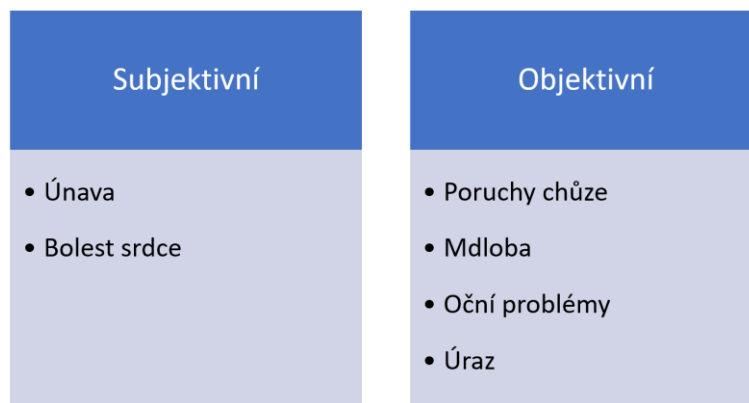 Subjektivní
• Únava
• Bolest srdce
Objektivní
• Poruchy chůze
• Mdloba
• Oční problémy
• Úraz